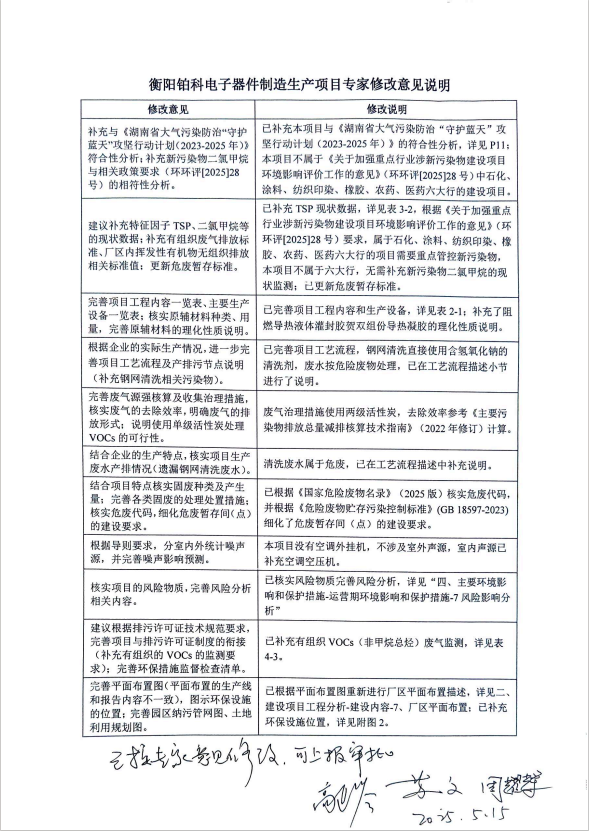 衡阳铂科电子器件制造生产项目专家修改意见说明
修改意见
修改说明
补充与《湖南省大气污染防治“守护
蓝天”攻坚行动计划(2023-2025年)》
符合性分析；补充新污染物二氯甲烷
与相关政策要求（环环评[2025]28
号）的相符性分析。
已补充本项目与《湖南省大气污染防治“守护蓝天”攻
坚行动计划（2023-2025年）》的符合性分析，详见P11；
本项目不属于《关于加强重点行业涉新污染物建设项目
环境影响评价工作的意见》（环环评[2025]28号）中石化、
涂料、纺织印染、橡胶、农药、医药六大行的建设项目。
建议补充特征因子TSP、二氯甲烷等
的现状数据；补充有组织废气排放标
准、厂区内挥发性有机物无组织排放
相关标准值；更新危废暂存标准。
已补充TSP现状数据，详见表3-2，根据《关于加强重点
行业涉新污染物建设项目环境影响评价工作的意见》（环
环评[2025]28号）要求，属于石化、涂料、纺织印染、橡
胶、农药、医药六大行的项目需要重点管控新污染物。
本项目不属于六大行，无需补充新污染物二氯甲烷的现
状监测；已更新危废暂存标准。
完善项目工程内容一览表、主要生产
设备一览表；核实原辅材料种类、用
量，完善原辅材料的理化性质说明。
已完善项目工程内容和生产设备，详见表2-1；补充了阻
燃导热液体灌封胶贺双组份导热凝胶的理化性质说明。
根据企业的实际生产情况，进一步完
善项目工艺流程及产排污节点说明
（补充钢网清洗相关污染物）。
已完善项目工艺流程，钢网清洗直接使用含氢氧化钠的
清洗剂，废水按危险废物处理，已在工艺流程描述小节
进行了说明。
完善废气源强核算及收集治理措施，
核实废气的去除效率，明确废气的排
放形式；说明使用单级活性炭处理
VOCs的可行性。
废气治理措施使用两级活性炭，去除效率参考《主要污
染物排放总量减排核算技术指南》（2022年修订）计算。
结合企业的生产特点，核实项目生产
废水产排情况(遗漏钢网清洗废水)。
清洗废水属于危废，已在工艺流程描述中补充说明。
结合项目特点核实固废种类及产生
量；完善各类固废的处理处置措施；
核实危废代码，细化危废暂存间(点)
的建设要求。
已根据《国家危险废物名录》（2025版）核实危废代码，
并根据《危险废物贮存污染控制标准》(GB 18597-2023)
细化了危废暂存间（点）的建设要求。
根据导则要求，分室内外统计噪声
源，并完善噪声影响预测。
本项目没有空调外挂机，不涉及室外声源，室内声源已
补充空调空压机。
核实项目的风险物质，完善风险分析
相关内容。
已核实风险物质完善风险分析，详见“四、主要环境影
响和保护措施-运营期环境影响和保护措施-7风险影响分
析”
建议根据排污许可证技术规范要求，
完善项目与排污许可证制度的衔接
（补充有组织的VOCs的监测要
求）；完善环保措施监督检查清单。
已补充有组织VOCs（非甲烷总烃）废气监测，详见表
4-3。
完善平面布置图(平面布置的生产线
和报告内容不一致)，图示环保设施
的位置；完善园区纳污管网图、土地
利用规划图。
已根据平面布置图重新进行厂区平面布置描述，详见二、
建设项目工程分析-建设内容-7、厂区平面布置；已补充
环保设施位置，详见附图2。
已按专家意见修改，可上报审批
苏文 周耀翠
2025.5.15